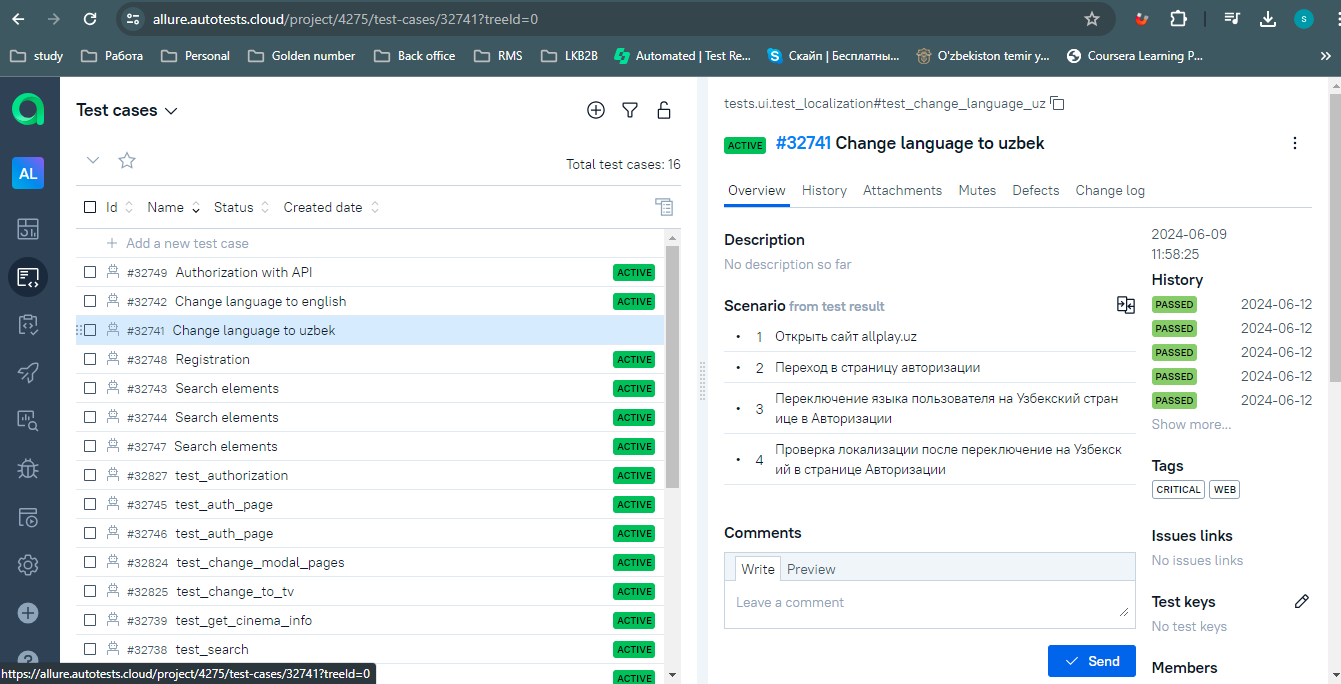 allure.autotests.cloud/project/4275/test-cases/32741?treeId=0
S
study
Работа
Personal
Golden number
Back office
RMS
LKB2B
Automated | Test Re...
Скайп | Бесплатны...
O'zbekiston temir y...
Coursera Learning P...
AL
Test cases
Total test cases: 16
Id Name Status Created date
Add a new test case
#32749 Authorization with API ACTIVE
#32742 Change language to english ACTIVE
#32741 Change language to uzbek
#32748 Registration ACTIVE
#32743 Search elements ACTIVE
#32744 Search elements ACTIVE
#32747 Search elements ACTIVE
#32827 test_authorization ACTIVE
#32745 test_auth_page ACTIVE
#32746 test_auth_page ACTIVE
#32824 test_change_modal_pages ACTIVE
#32825 test_change_to_tv ACTIVE
#32739 test_get_cinema_info ACTIVE
#32738 test_search ACTIVE
ACTIVE
https://allure.autotests.cloud/project/4275/test-cases/32741?treeId=0
tests.ui.test_localization#test_change_language_uz
ACTIVE #32741 Change language to uzbek
Overview History Attachments Mutes Defects Change log
Description
No description so far
Scenario from test result
1 Открыть сайт allplay.uz
2 Переход в страницу авторизации
3 Переключение языка пользователя на Узбекский стран
ице в Авторизации
4 Проверка локализации после переключение на Узбекск
ий в странице Авторизации
Comments
Write Preview
Leave a comment
Send
2024-06-09
11:58:25
History
PASSED 2024-06-12
PASSED 2024-06-12
PASSED 2024-06-12
PASSED 2024-06-12
PASSED 2024-06-12
Show more...
Tags
CRITICAL WEB
Issues links
No issues links
Test keys
No test keys
Members